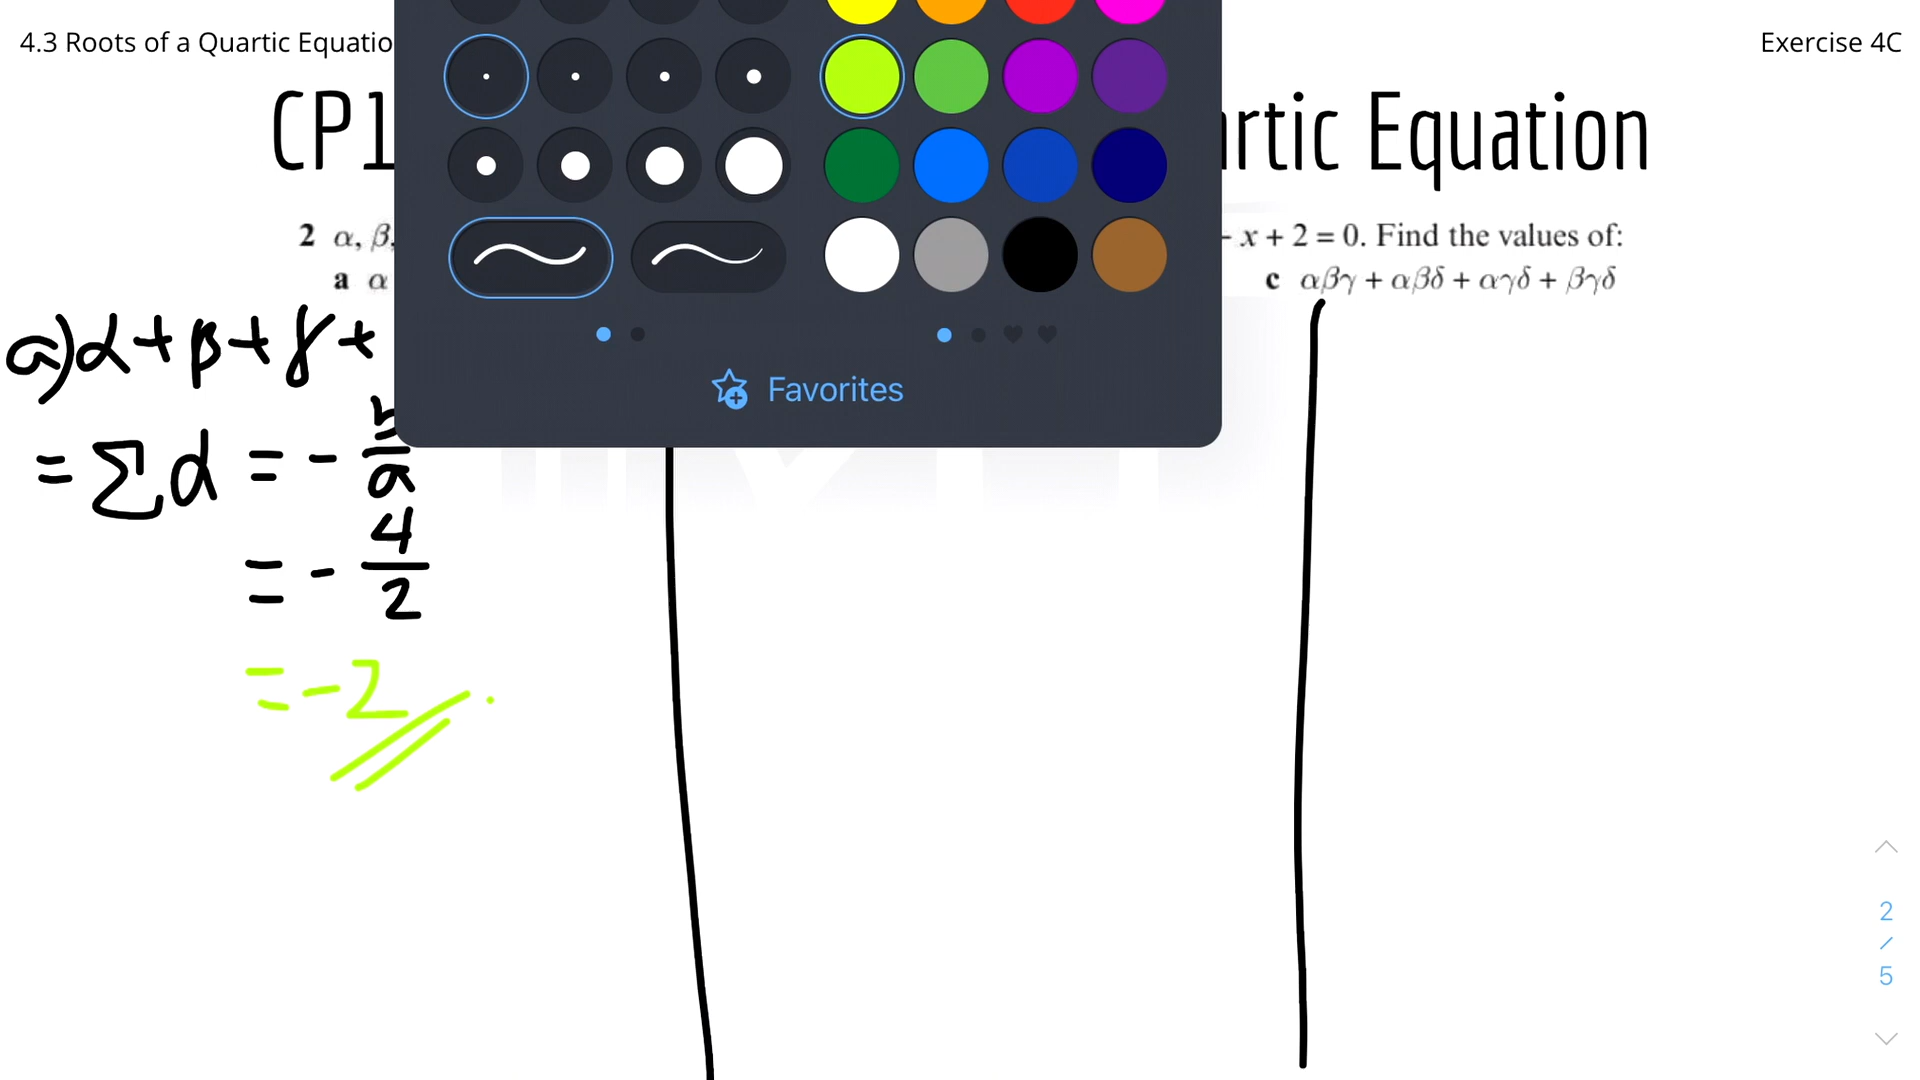 4.3 Roots of a Quartic Equatio
Exercise 4C
CP1
rtic Equation
2 α, β,
- x + 2 = 0. Find the values of:
a α
c αβγ + αβδ + αγδ + βγδ
a) α + β + γ +
= Σα = - b/a
= - 4/2
= -2
Favorites
2
/
5